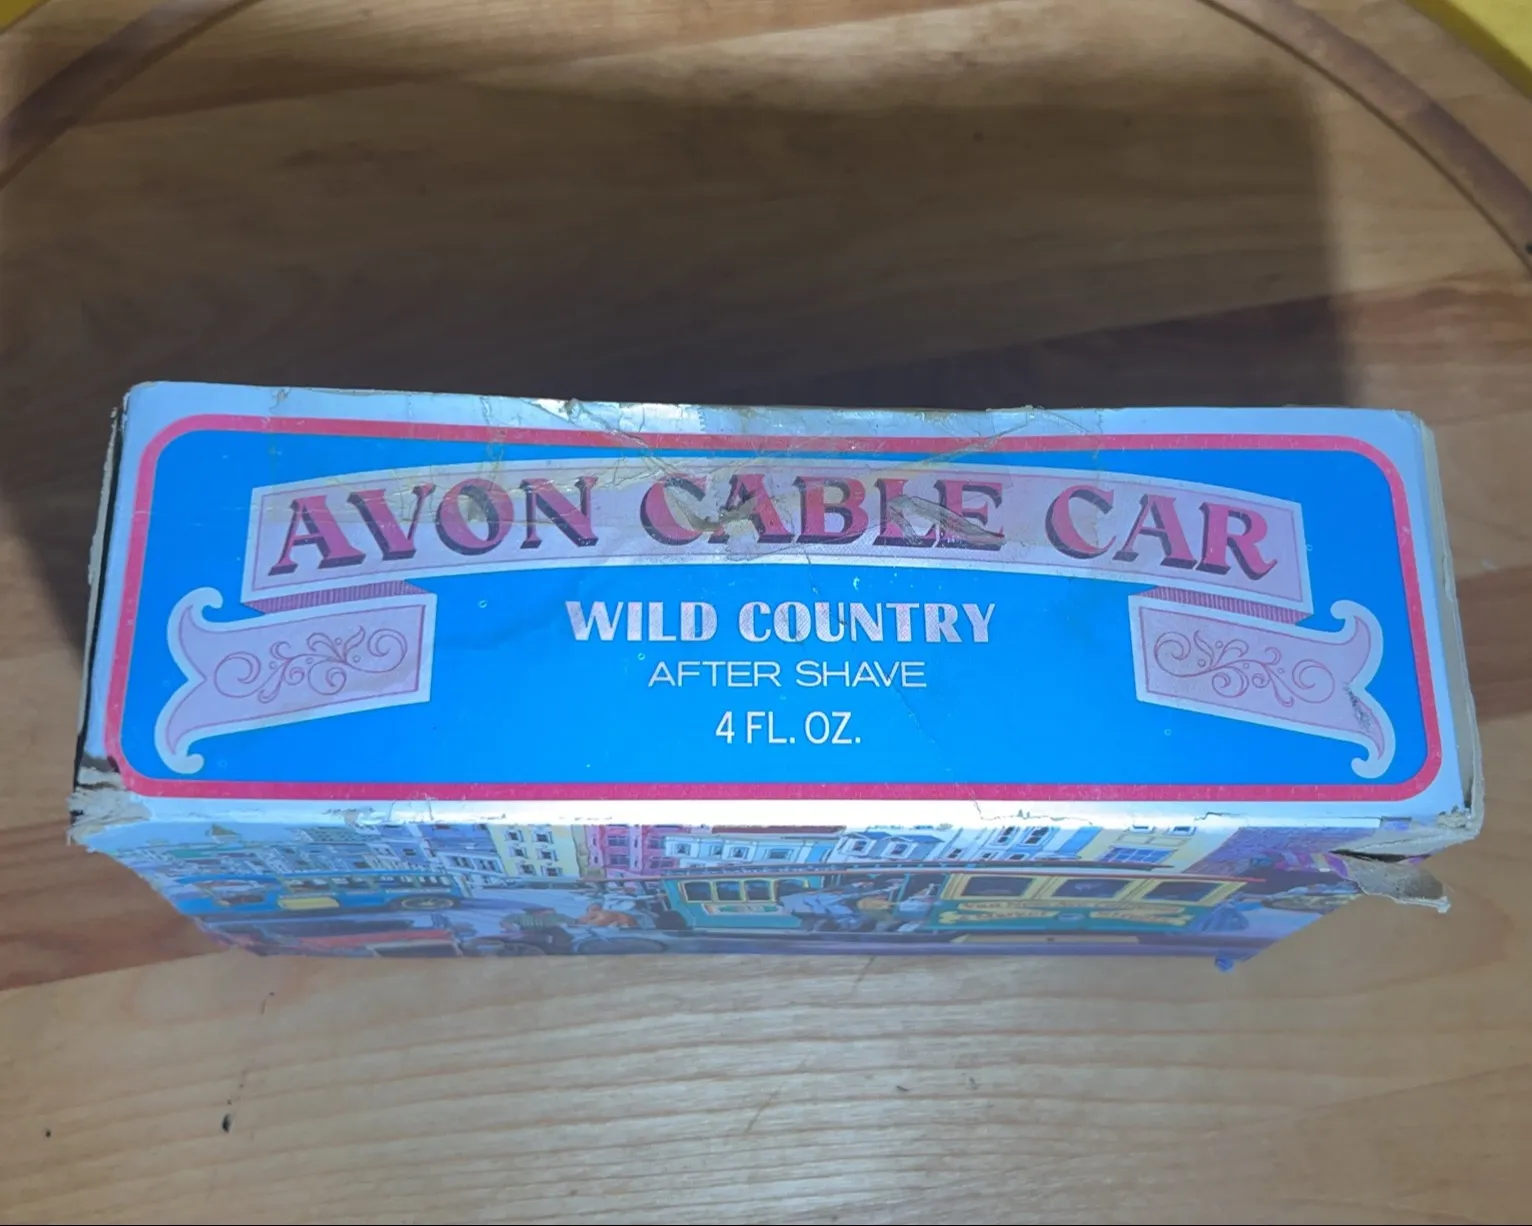 AVON CABLE CAR
WILD COUNTRY
AFTER SHAVE
4 FL. OZ.